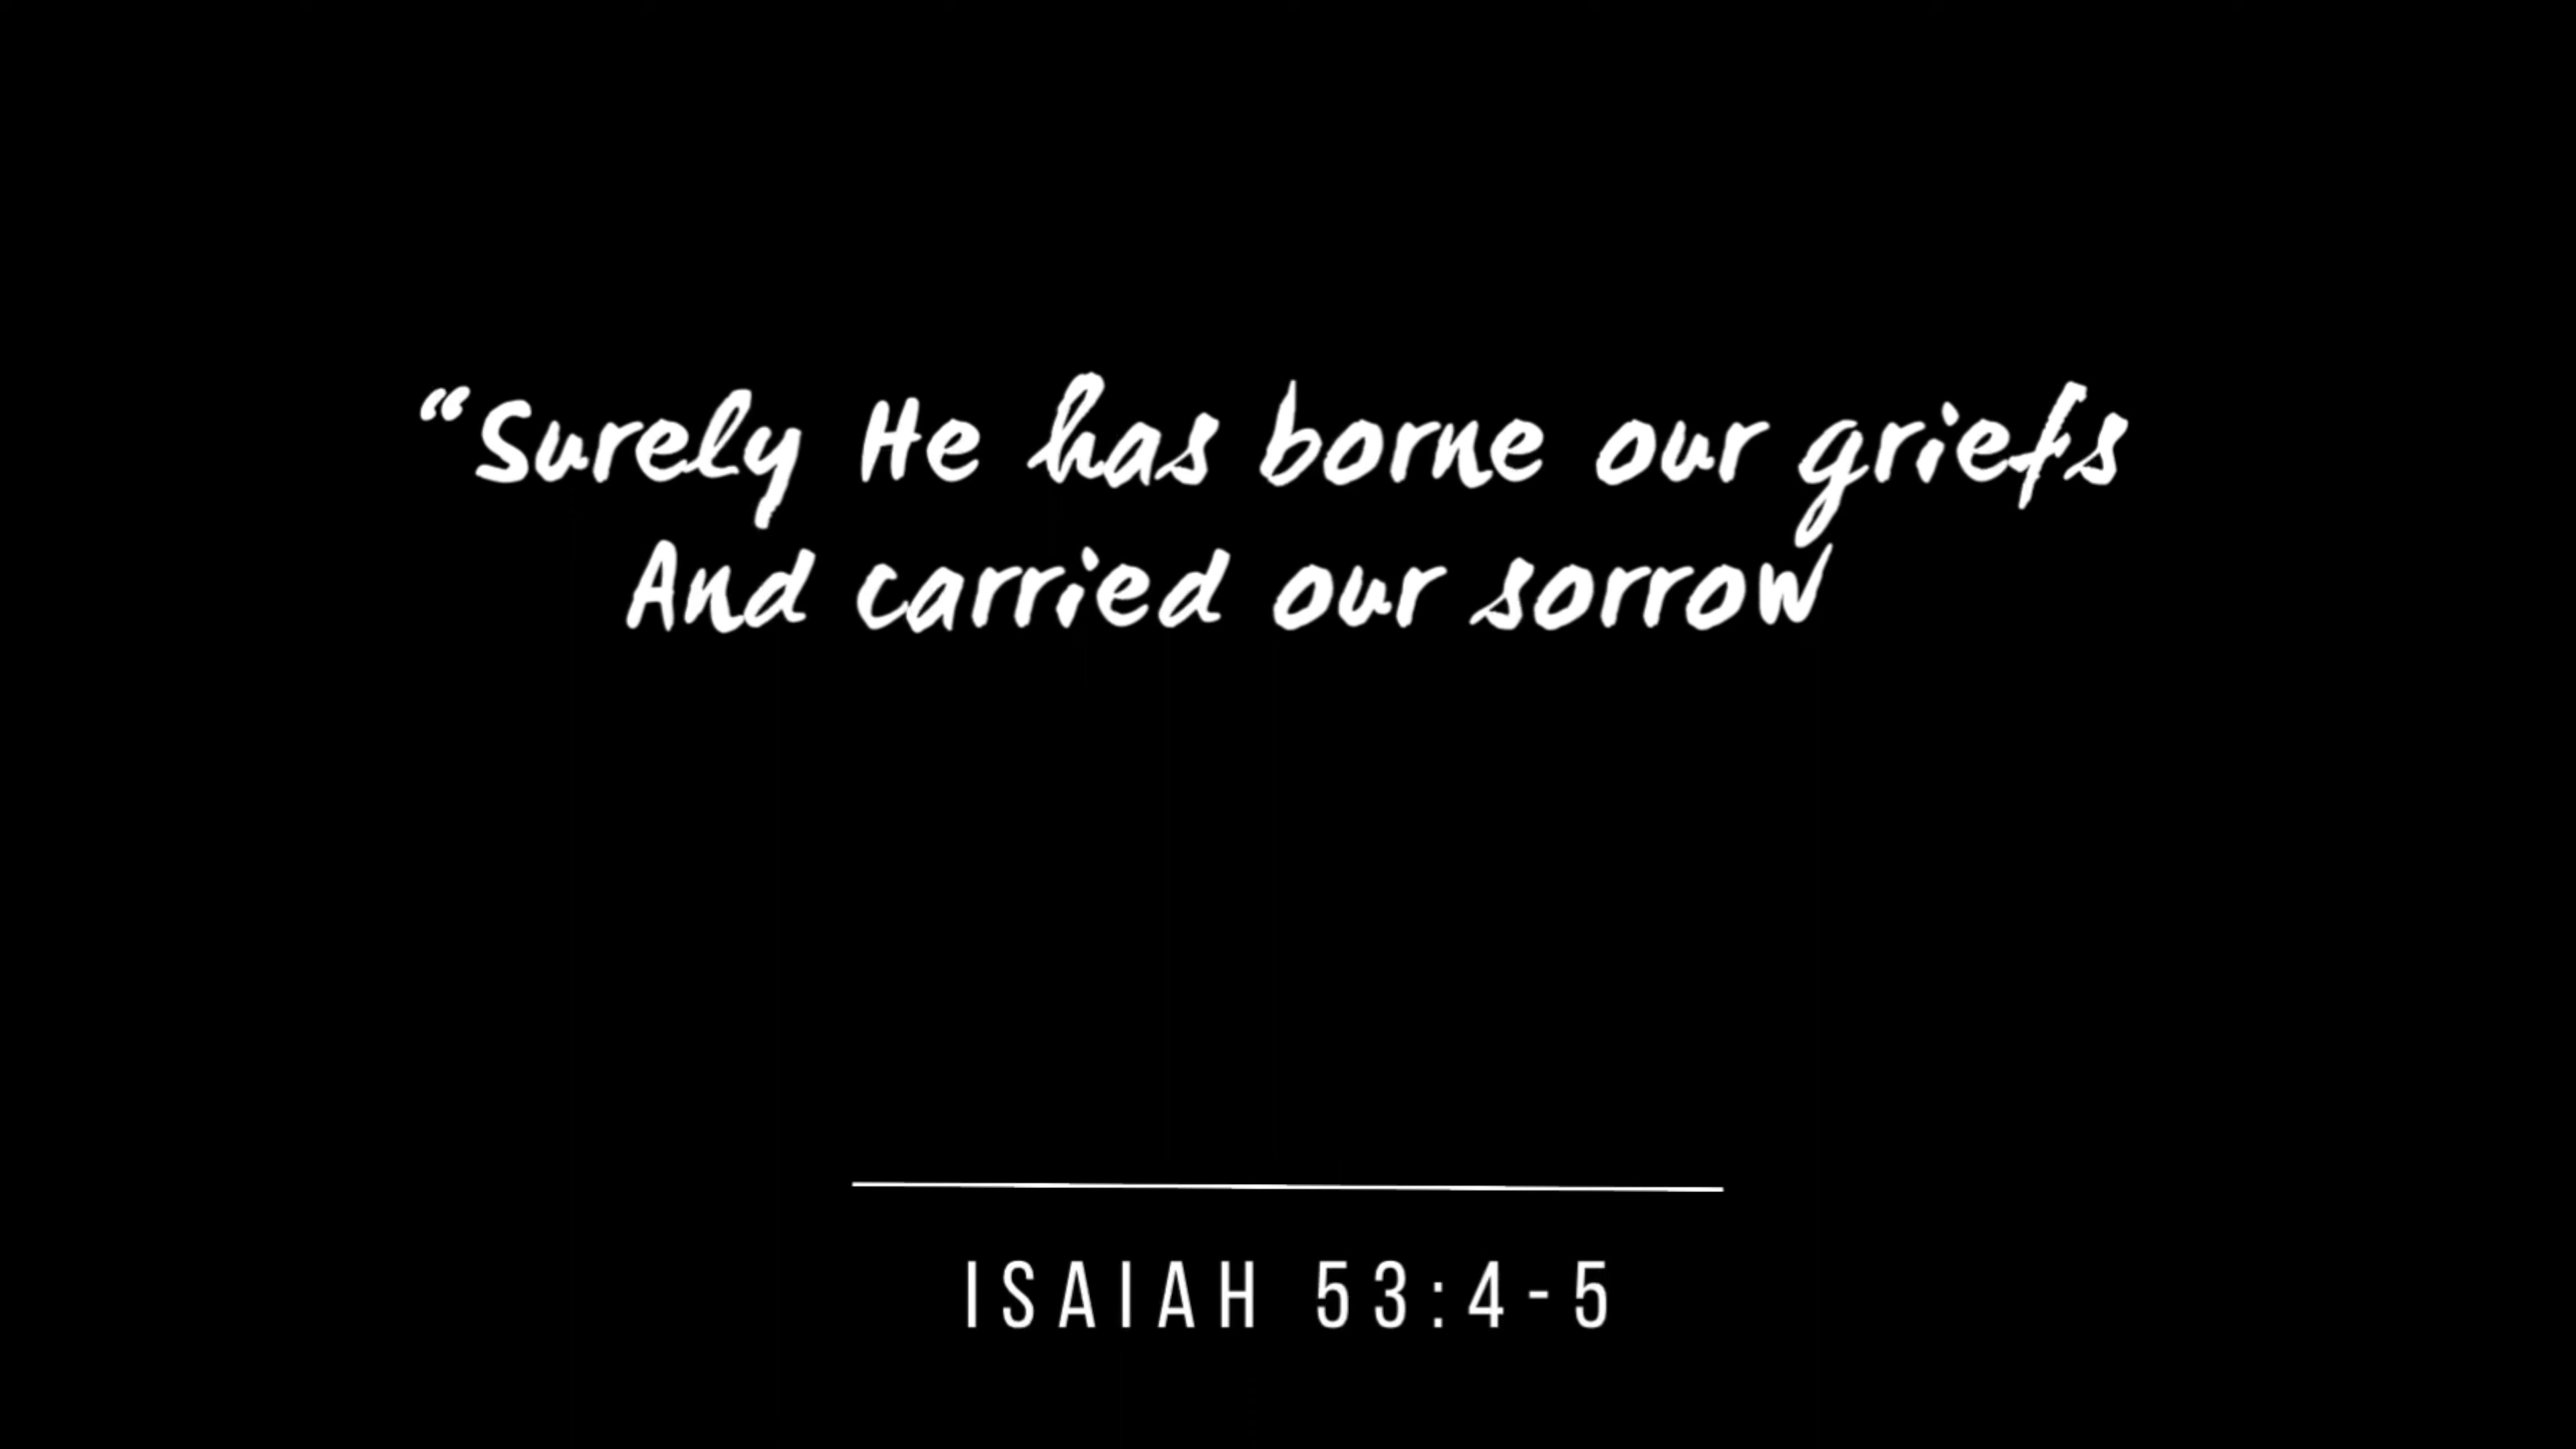 “Surely He has borne our griefs
And carried our sorrow
ISAIAH 53:4-5